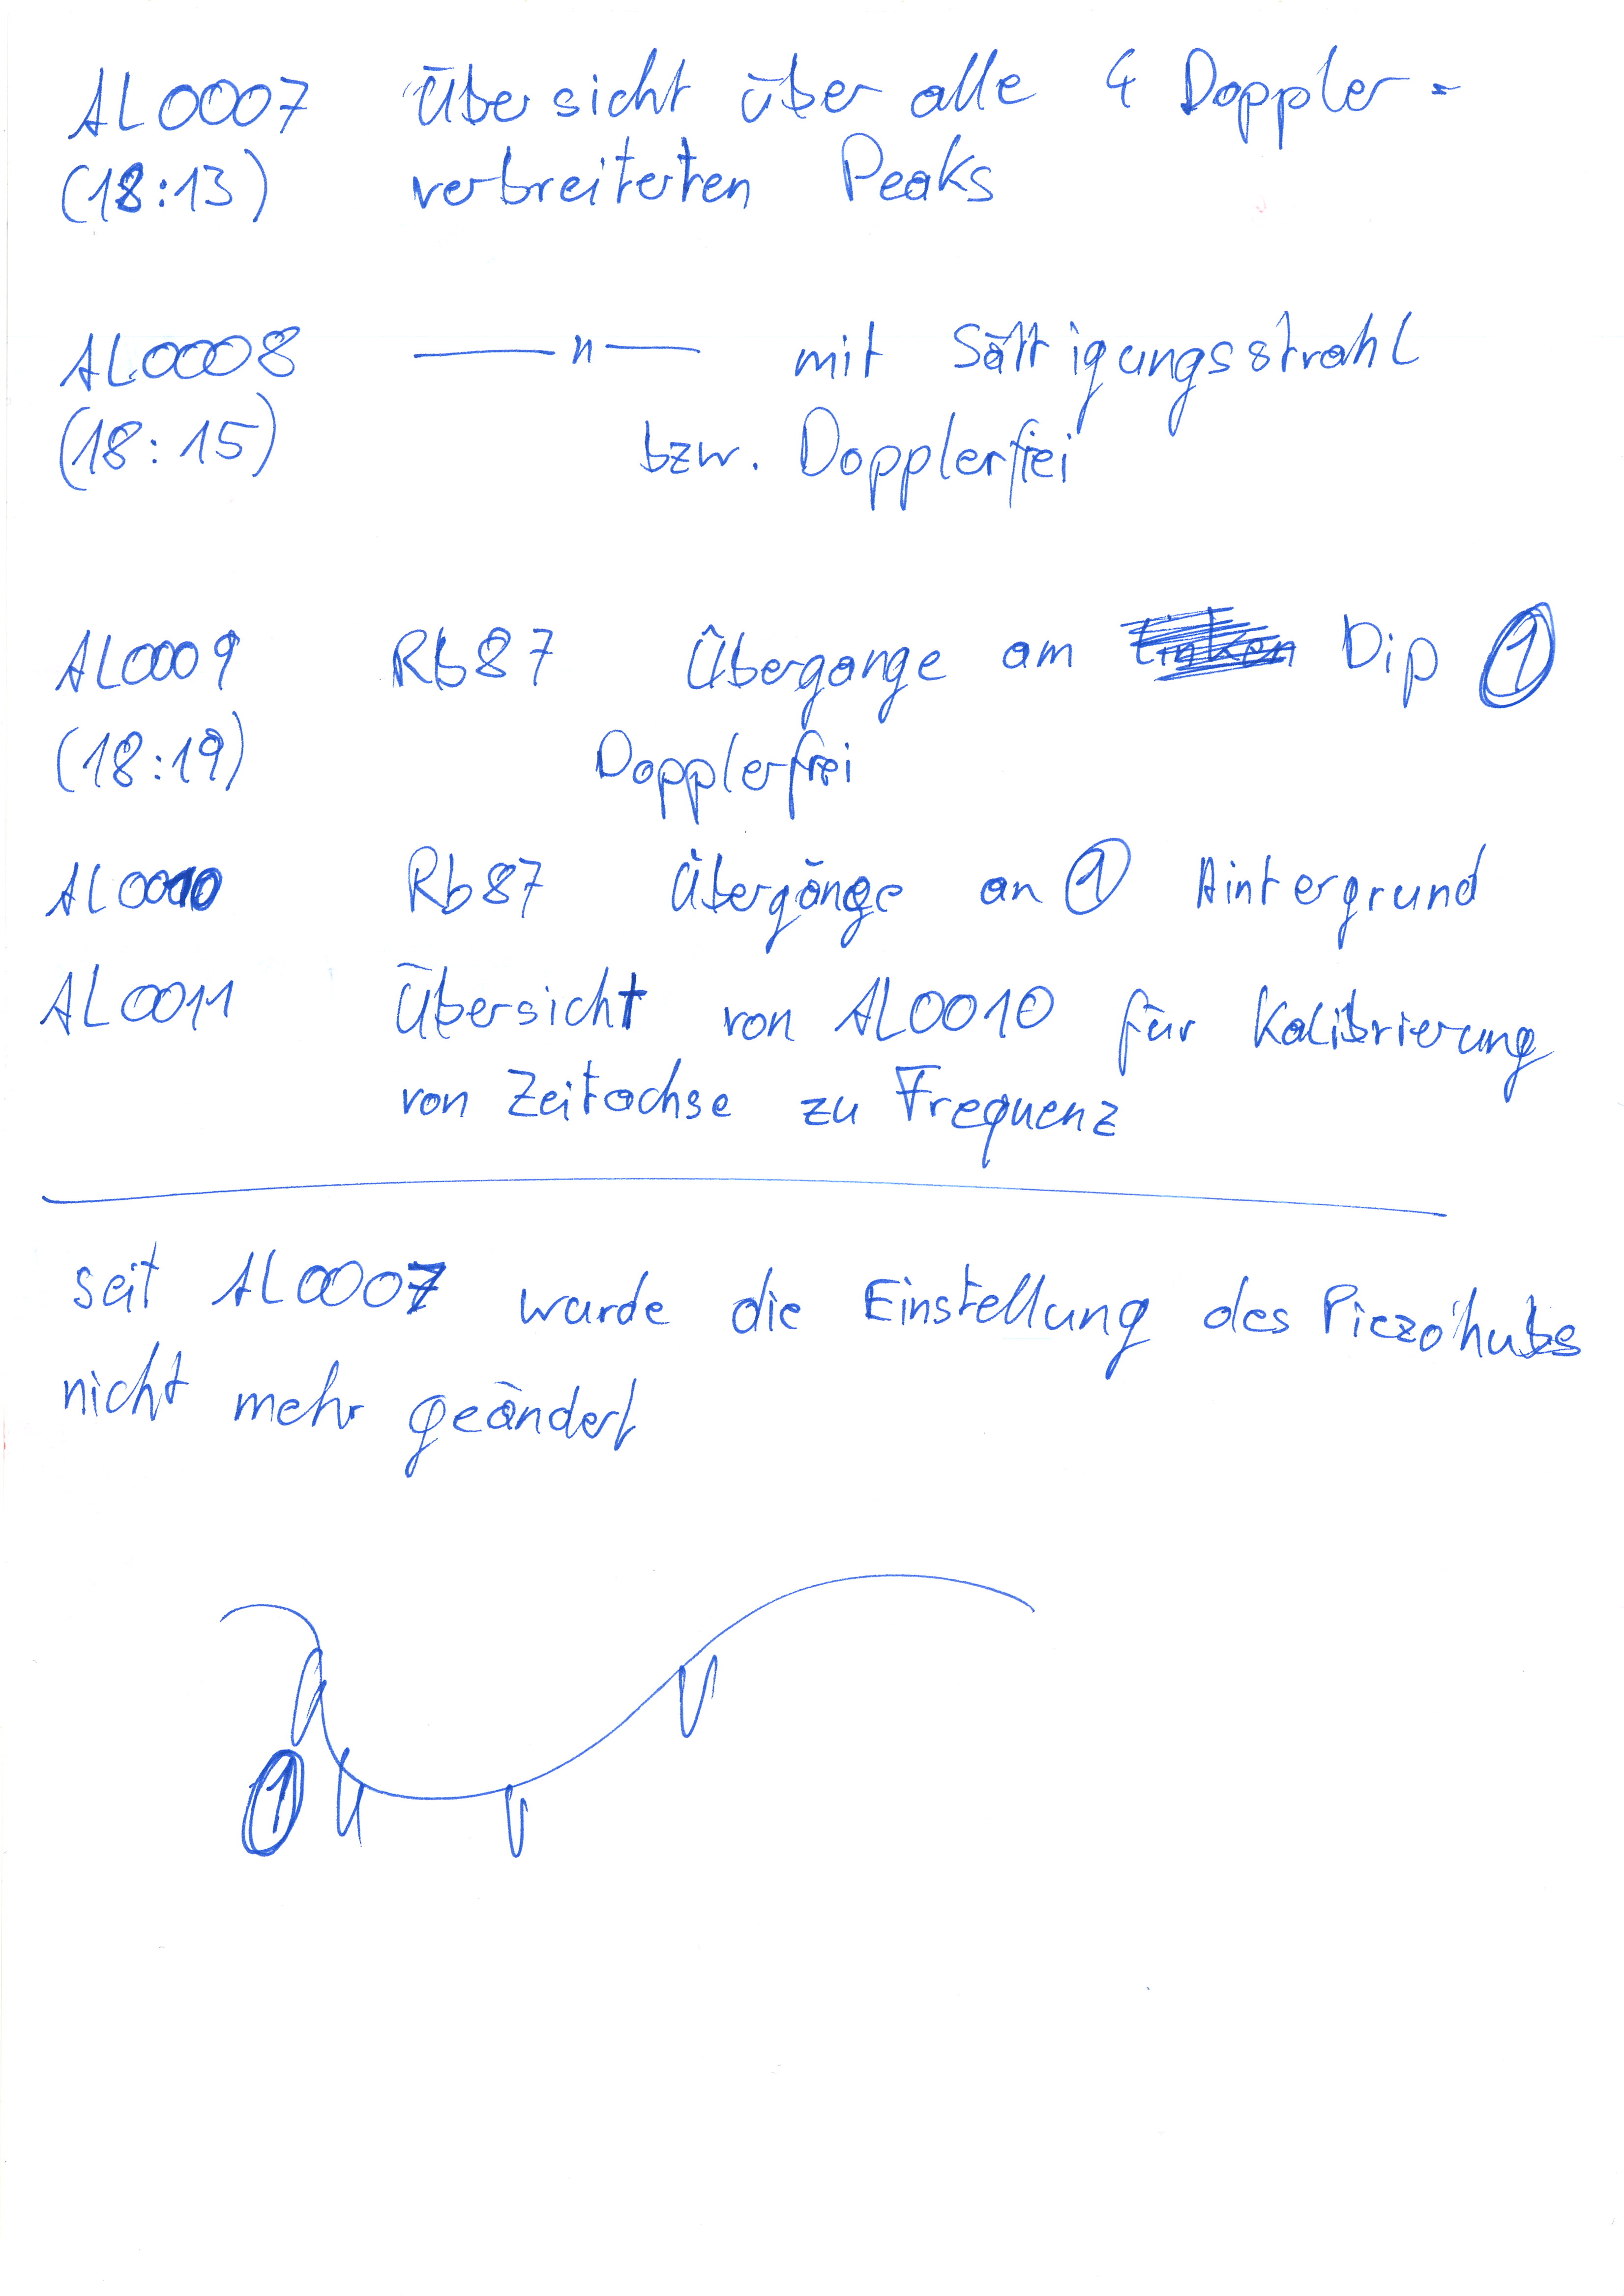 AL0007 Übersicht über alle 4 Doppler=
(18:13) verbreiterten Peaks
AL0008 —— " —— mit Sättigungsstrahl
(18:15) bzw. Dopplerfrei
AL0009 Rb87 Übergänge am Dip ①
(18:19) Dopplerfrei
AL0010 Rb87 Übergänge an ① Hintergrund
AL0011 Übersicht von AL0010 für Kalibrierung
von Zeitachse zu Frequenz
seit AL0007 wurde die Einstellung des Piezohubs
nicht mehr geändert
①